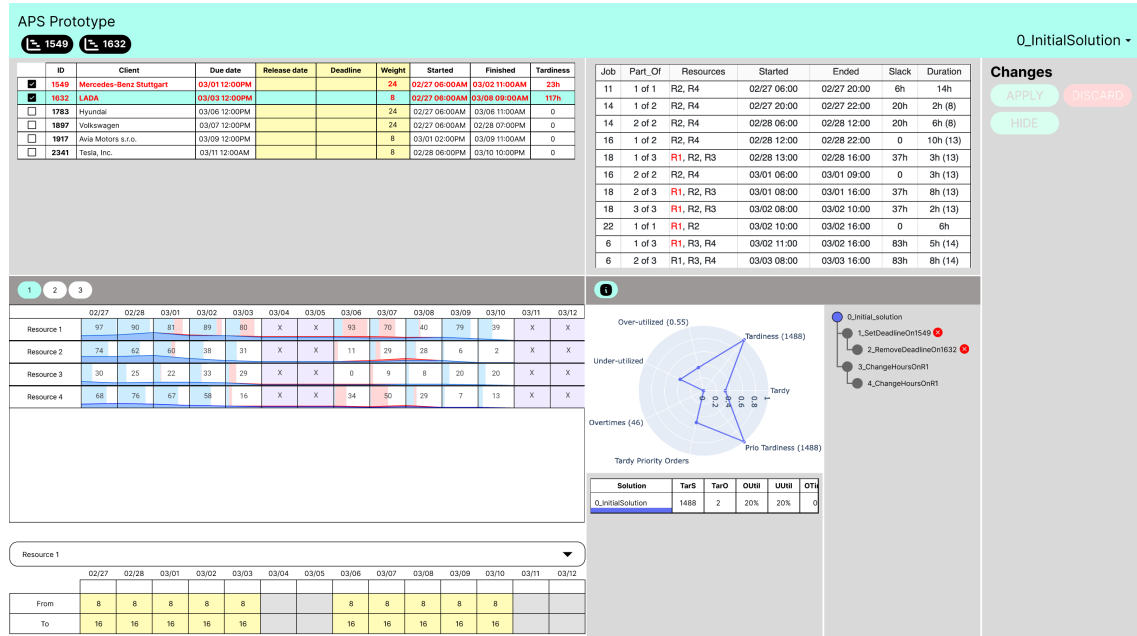 APS Prototype
1549 1632
0_InitialSolution
ID Client Due date Release date Deadline Weight Started Finished Tardiness
1549 Mercedes-Benz Stuttgart 03/01 12:00PM 24 02/27 06:00AM 03/02 11:00AM 23h
1632 LADA 03/03 12:00PM 8 02/27 06:00AM 03/08 09:00AM 117h
1783 Hyundai 03/06 12:00PM 24 02/27 06:00AM 03/06 11:00AM 0
1897 Volkswagen 03/07 12:00PM 24 02/27 06:00AM 02/28 07:00PM 0
1917 Avia Motors s.r.o. 03/09 12:00PM 8 03/01 02:00PM 03/09 11:00AM 0
2341 Tesla, Inc. 03/11 12:00AM 8 02/28 06:00PM 03/10 10:00PM 0
Job Part_Of Resources Started Ended Slack Duration
11 1 of 1 R2, R4 02/27 06:00 02/27 20:00 6h 14h
14 1 of 2 R2, R4 02/27 20:00 02/27 22:00 20h 2h (8)
14 2 of 2 R2, R4 02/28 06:00 02/28 12:00 20h 6h (8)
16 1 of 2 R2, R4 02/28 12:00 02/28 22:00 0 10h (13)
18 1 of 3 R1, R2, R3 02/28 13:00 02/28 16:00 37h 3h (13)
16 2 of 2 R2, R4 03/01 06:00 03/01 09:00 0 3h (13)
18 2 of 3 R1, R2, R3 03/01 08:00 03/01 16:00 37h 8h (13)
18 3 of 3 R1, R2, R3 03/02 08:00 03/02 10:00 37h 2h (13)
22 1 of 1 R1, R2 03/02 10:00 03/02 16:00 0 6h
6 1 of 3 R1, R3, R4 03/02 11:00 03/02 16:00 83h 5h (14)
6 2 of 3 R1, R3, R4 03/03 08:00 03/03 16:00 83h 8h (14)
Changes
APPLY DISCARD
HIDE
1 2 3
02/27 02/28 03/01 03/02 03/03 03/04 03/05 03/06 03/07 03/08 03/09 03/10 03/11 03/12
Resource 1 97 90 81 89 80 X X 93 70 40 79 39 X X
Resource 2 74 62 60 38 31 X X 11 29 28 6 2 X X
Resource 3 30 25 22 33 29 X X 0 9 8 20 20 X X
Resource 4 68 76 67 58 16 X X 34 50 29 7 13 X X
Over-utilized (0.55)
Tardiness (1488)
Under-utilized
Tardy
0 0.2 0.4 0.6 0.8 1
Overtimes (46)
Prio Tardiness (1488)
Tardy Priority Orders
Solution TarS TarO OUtil UUtil OTi
0_InitialSolution 1488 2 20% 20% 0
0_Initial_solution
1_SetDeadlineOn1549
2_RemoveDeadlineOn1632
3_ChangeHoursOnR1
4_ChangeHoursOnR1
Resource 1
02/27 02/28 03/01 03/02 03/03 03/04 03/05 03/06 03/07 03/08 03/09 03/10 03/11 03/12
From 8 8 8 8 8 8 8 8 8 8
To 16 16 16 16 16 16 16 16 16 16